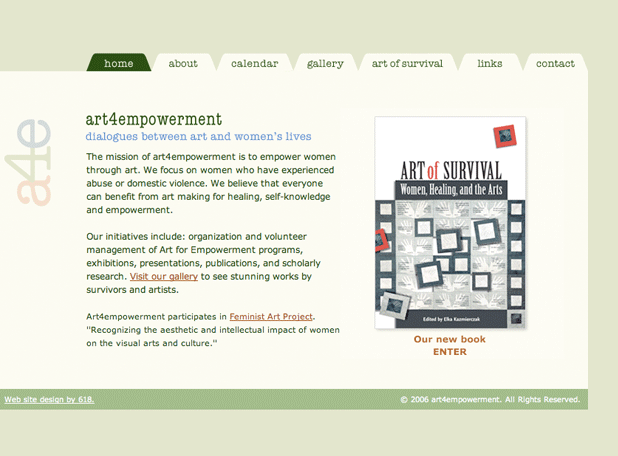 home about calendar gallery art of survival links contact
a4e
art4empowerment
dialogues between art and women's lives
The mission of art4empowerment is to empower women
through art. We focus on women who have experienced
abuse or domestic violence. We believe that everyone
can benefit from art making for healing, self-knowledge
and empowerment.
Our initiatives include: organization and volunteer
management of Art for Empowerment programs,
exhibitions, presentations, publications, and scholarly
research. Visit our gallery to see stunning works by
survivors and artists.
Art4empowerment participates in Feminist Art Project.
"Recognizing the aesthetic and intellectual impact of women
on the visual arts and culture."
ART of SURVIVAL
Women, Healing, and the Arts
Edited by Elka Kazmierczak
Our new book
ENTER
Web site design by 618.
© 2006 art4empowerment. All Rights Reserved.